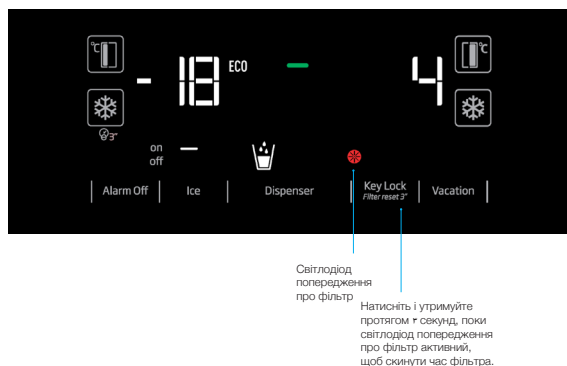 °C
°C
- 18
ECO
4
3"
on
off
Alarm Off
Ice
Dispenser
Key Lock
Filter reset 3"
Vacation
Світлодіод
попередження
про фільтр
Натисніть і утримуйте
протягом ۳ секунд, поки
світлодіод попередження
про фільтр активний,
щоб скинути час фільтра.